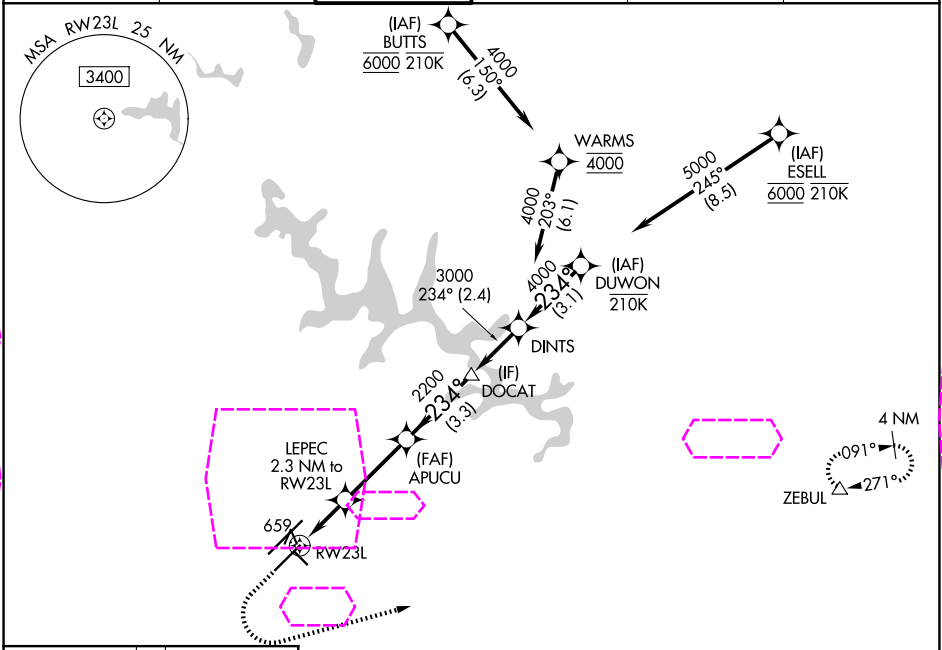 MSA RW23L 25 NM
3400
(IAF)
BUTTS
6000 210K
4000
150°
(6.3)
WARMS
4000
5000
245°
(8.5)
(IAF)
ESELL
6000 210K
4000
203°
(6.1)
3000
234° (2.4)
4000
234°
(3.1)
(IAF)
DUWON
210K
DINTS
(IF)
DOCAT
2200
234°
(3.3)
(FAF)
APUCU
LEPEC
2.3 NM to
RW23L
659
RW23L
4 NM
091°
271°
ZEBUL